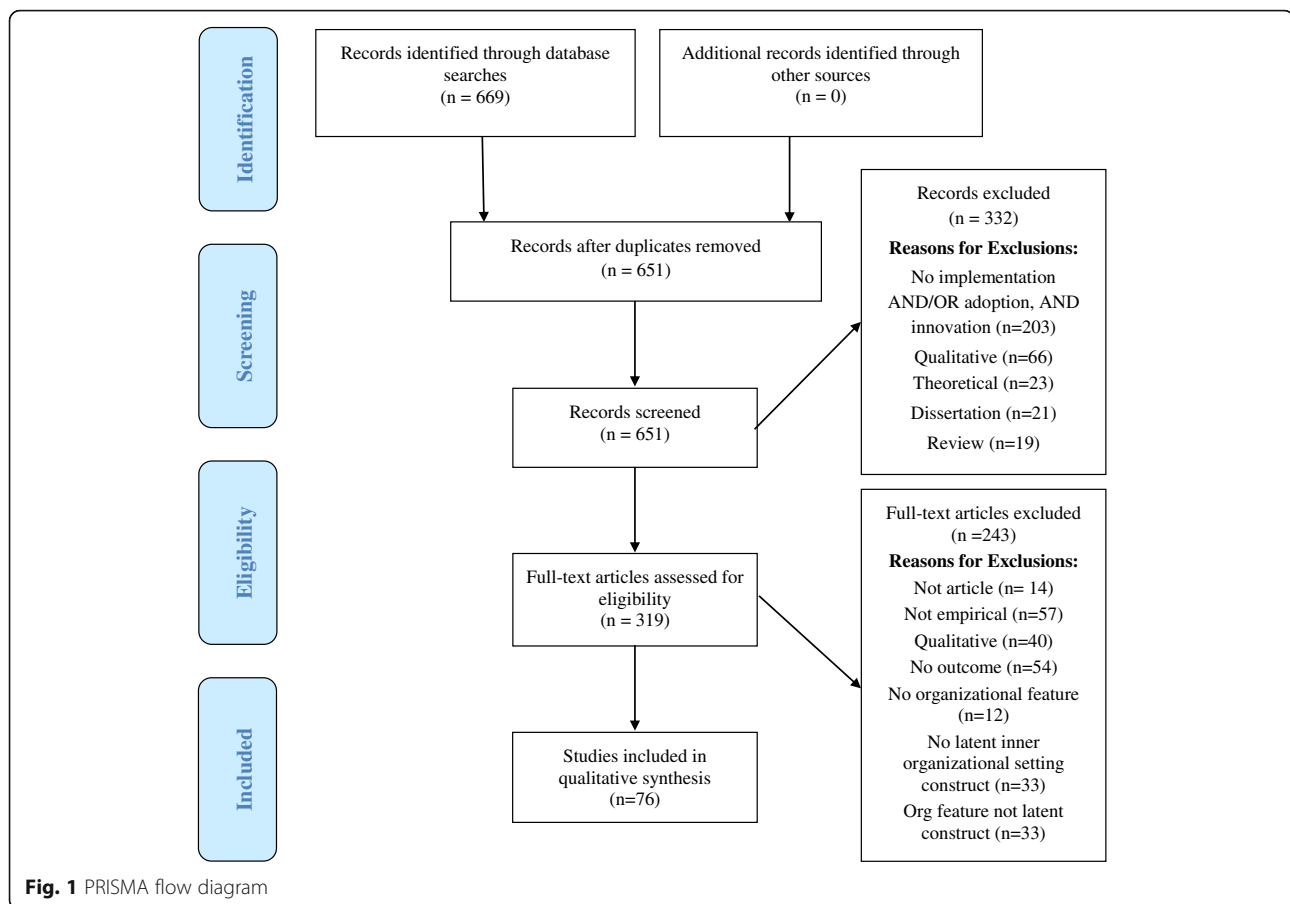 Identification
Records identified through database
searches
(n = 669)
Additional records identified through
other sources
(n = 0)
Records after duplicates removed
(n = 651)
Records excluded
(n = 332)
Reasons for Exclusions:
No implementation
AND/OR adoption, AND
innovation (n=203)
Qualitative (n=66)
Theoretical (n=23)
Dissertation (n=21)
Review (n=19)
Screening
Records screened
(n = 651)
Eligibility
Full-text articles assessed for
eligibility
(n = 319)
Full-text articles excluded
(n =243)
Reasons for Exclusions:
Not article (n= 14)
Not empirical (n=57)
Qualitative (n=40)
No outcome (n=54)
No organizational feature
(n=12)
No latent inner
organizational setting
construct (n=33)
Org feature not latent
construct (n=33)
Included
Studies included in
qualitative synthesis
(n=76)
Fig. 1 PRISMA flow diagram